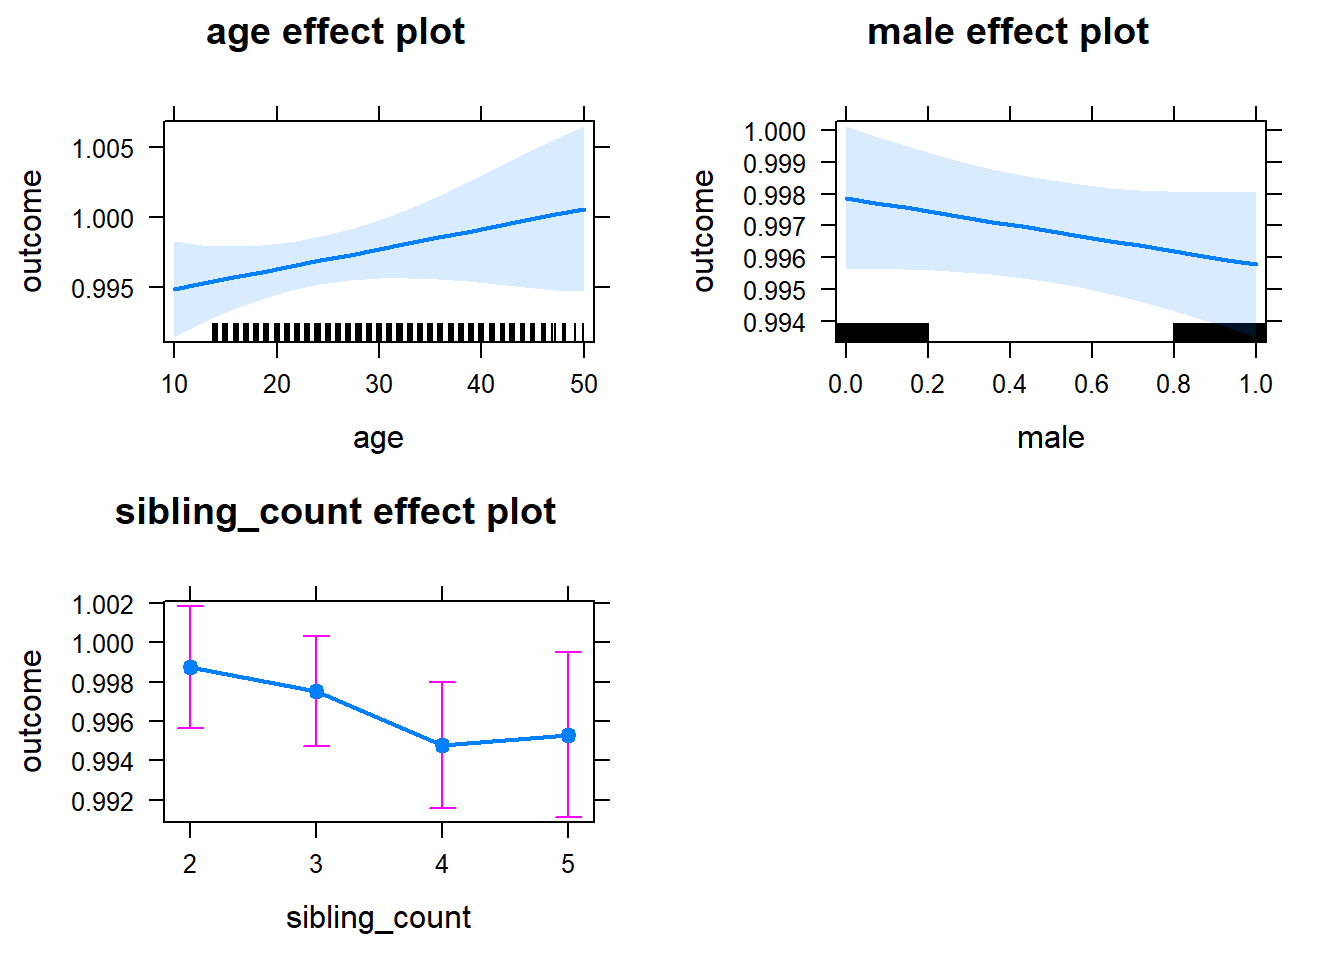 age effect plot
outcome
1.005
1.000
0.995
10 20 30 40 50
age
male effect plot
outcome
1.000
0.999
0.998
0.997
0.996
0.995
0.994
0.0 0.2 0.4 0.6 0.8 1.0
male
sibling_count effect plot
outcome
1.002
1.000
0.998
0.996
0.994
0.992
2 3 4 5
sibling_count